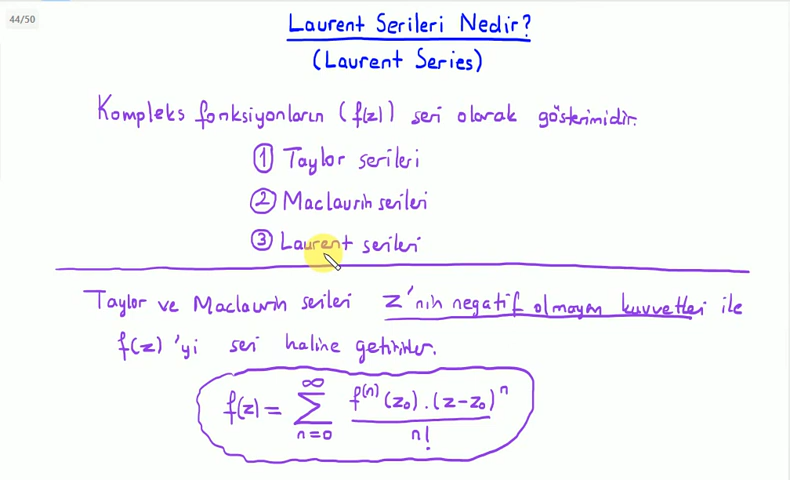 44/50
Laurent Serileri Nedir?
(Laurent Series)
Kompleks fonksiyonların (f(z)) seri olarak gösterimidir.
① Taylor serileri
② Maclaurin serileri
③ Laurent serileri
Taylor ve Maclaurin serileri z'nin negatif olmayan kuvvetleri ile
f(z)'yi seri haline getirirler.
f(z) = ∑_{n=0}^{∞} \frac{f^{(n)}(z₀).(z-z₀)^n}{n!}